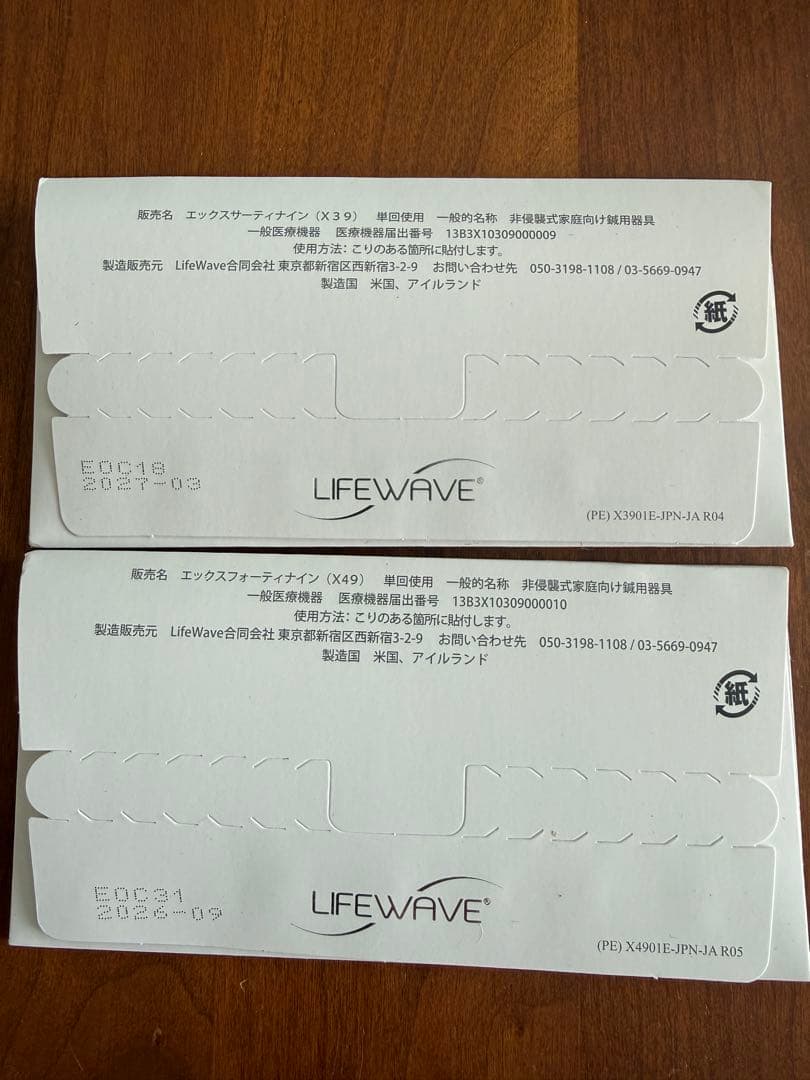 販売名 エックスサーティナイン（X39） 単回使用 一般的名称 非侵襲式家庭向け鍼用器具
一般医療機器 医療機器届出番号 13B3X10309000009
使用方法：こりのある箇所に貼付します。
製造販売元 LifeWave合同会社 東京都新宿区西新宿3-2-9 お問い合わせ先 050-3198-1108 / 03-5669-0947
製造国 米国、アイルランド
紙
EOC18
2027-03
LIFEWAVE®
(PE) X3901E-JPN-JA R04
販売名 エックスフォーティナイン（X49） 単回使用 一般的名称 非侵襲式家庭向け鍼用器具
一般医療機器 医療機器届出番号 13B3X10309000010
使用方法：こりのある箇所に貼付します。
製造販売元 LifeWave合同会社 東京都新宿区西新宿3-2-9 お問い合わせ先 050-3198-1108 / 03-5669-0947
製造国 米国、アイルランド
紙
EOC31
2026-09
LIFEWAVE®
(PE) X4901E-JPN-JA R05